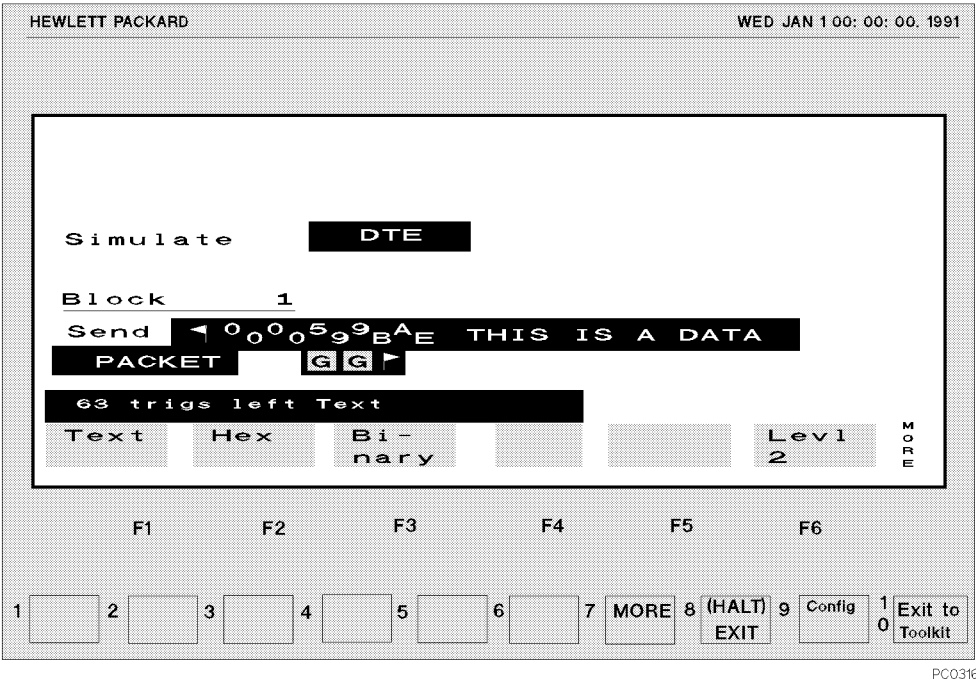 HEWLETT PACKARD WED JAN 1 00: 00: 00. 1991
Simulate DTE
Block 1
Send 0 0 0 0 5 9 9 B A E THIS IS A DATA
PACKET G G
63 trigs left Text
Text Hex Bi- Levl MORE
nary 2
F1 F2 F3 F4 F5 F6
1 2 3 4 5 6 7 MORE 8 (HALT) 9 Config 10 Exit to
EXIT Toolkit
PC0316